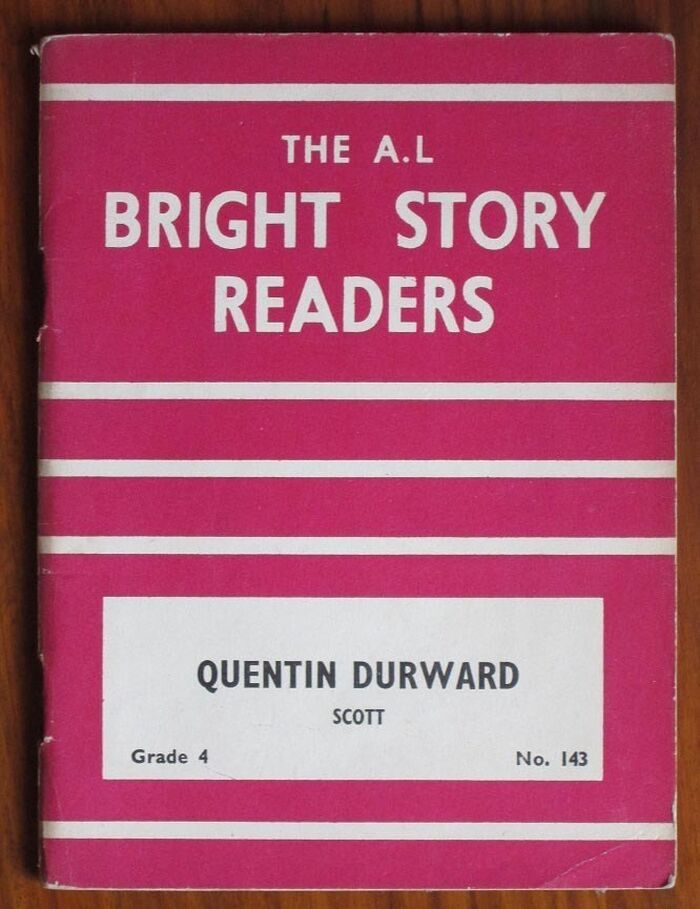 THE A.L
BRIGHT STORY
READERS
QUENTIN DURWARD
SCOTT
Grade 4 No. 143